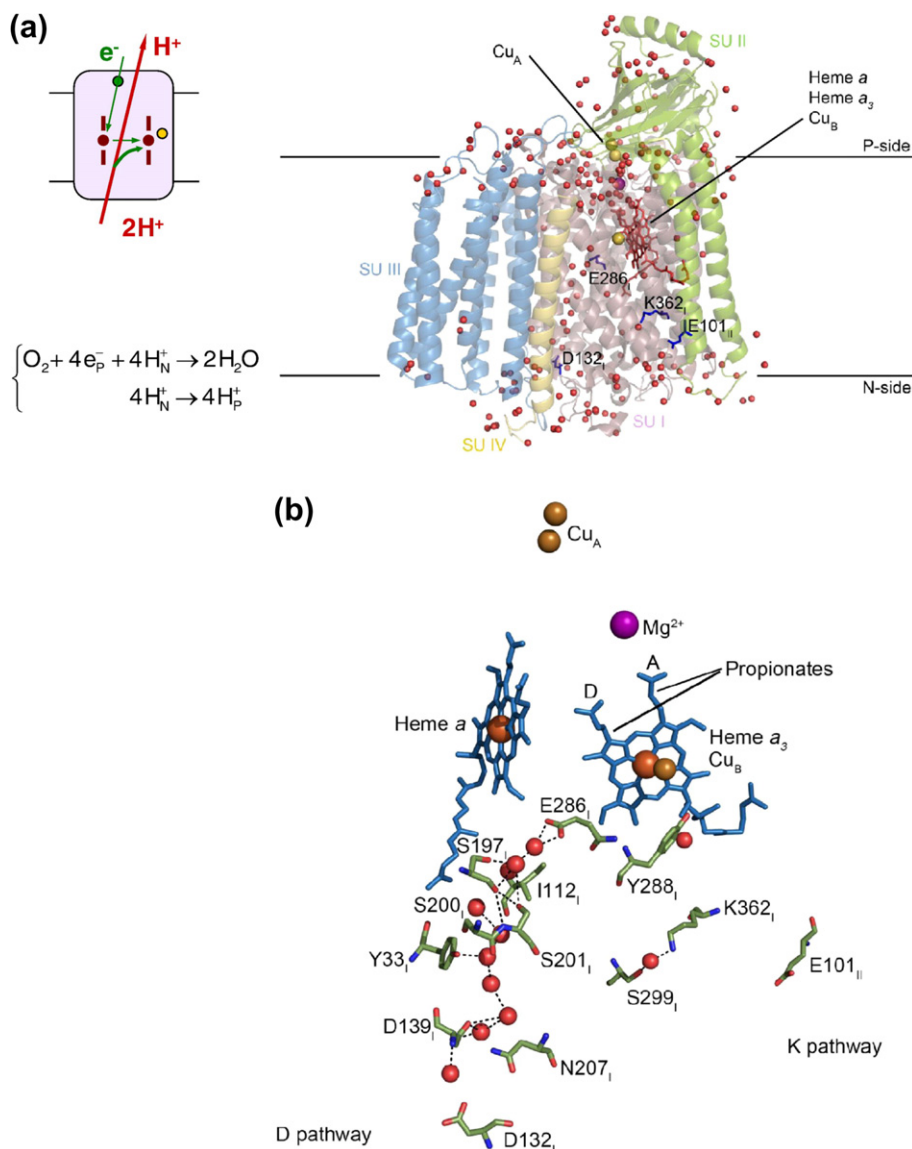 (a)
e⁻
H⁺
2H⁺
O₂ + 4e⁻P + 4H⁺N → 2H₂O
4H⁺N → 4H⁺P
SU II
CuA
Heme a
Heme a₃
CuB
P-side
SU III
E286I
K362I
E101II
D132I
N-side
SU I
SU IV
(b)
CuA
Mg²⁺
A
Propionates
D
Heme a
Heme a₃
CuB
E286I
S197I
Y288I
I112I
S200I
K362I
Y33I
S201I
E101II
S299I
D139I
N207I
K pathway
D pathway
D132I